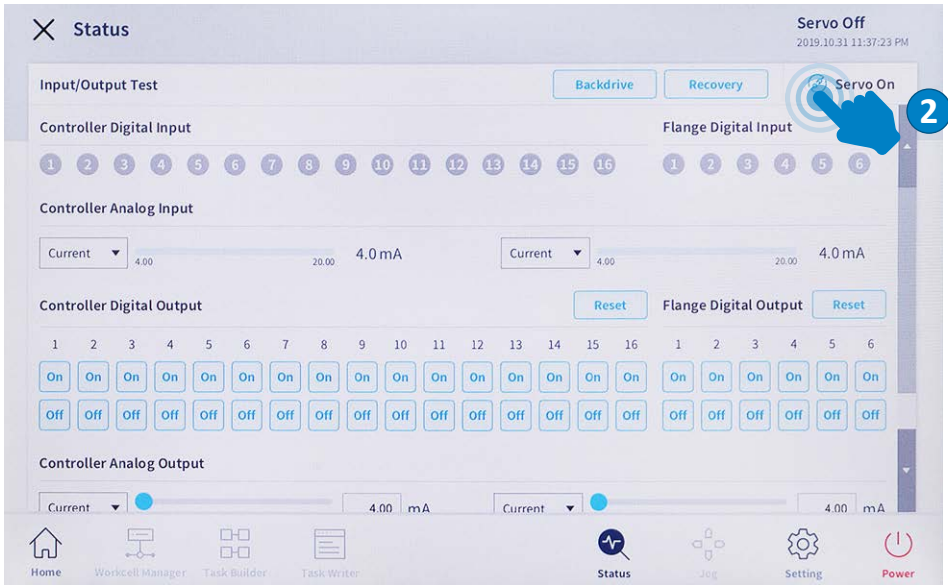 Status
Servo Off
2019.10.31 11:37:23 PM
Input/Output Test
Backdrive
Recovery
Servo On
2
Controller Digital Input
Flange Digital Input
1 2 3 4 5 6 7 8 9 10 11 12 13 14 15 16
1 2 3 4 5 6
Controller Analog Input
Current
4.00
20.00
4.0 mA
Current
4.00
20.00
4.0 mA
Controller Digital Output
Reset
Flange Digital Output
Reset
1 2 3 4 5 6 7 8 9 10 11 12 13 14 15 16
1 2 3 4 5 6
On On On On On On On On On On On On On On On On
On On On On On On
Off Off Off Off Off Off Off Off Off Off Off Off Off Off Off Off
Off Off Off Off Off Off
Controller Analog Output
Current
4.00 mA
Current
4.00 mA
Home
Workcell Manager
Task Builder
Task Writer
Status
Jog
Setting
Power